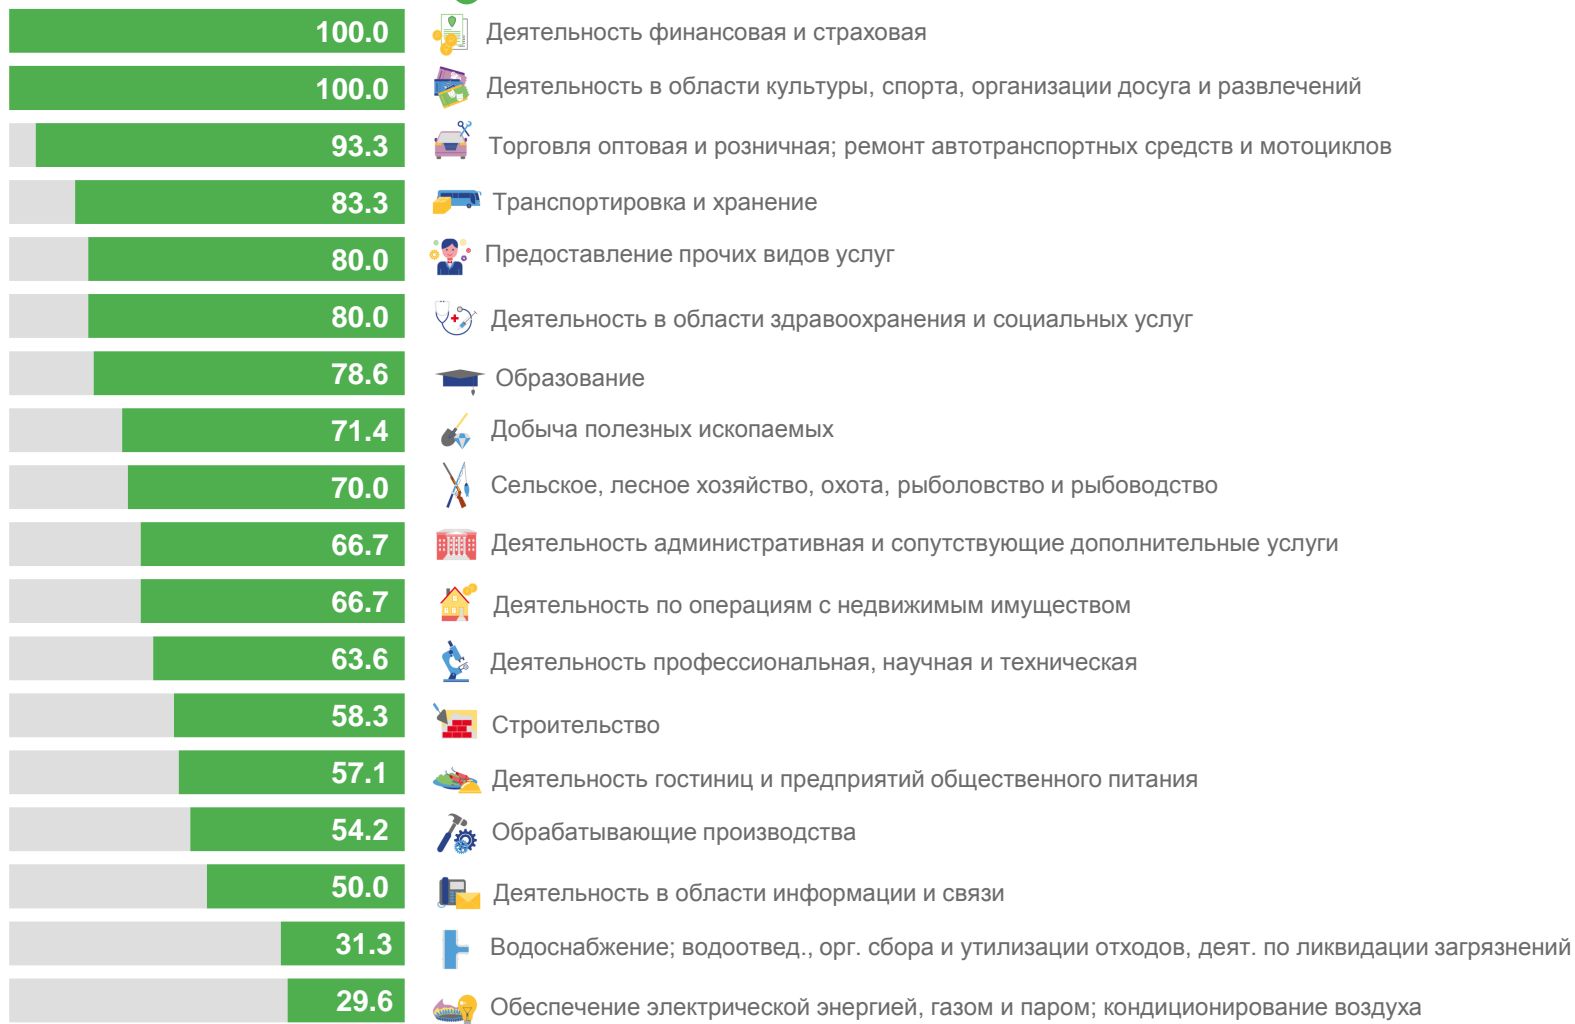 100.0 Деятельность финансовая и страховая
100.0 Деятельность в области культуры, спорта, организации досуга и развлечений
93.3 Торговля оптовая и розничная; ремонт автотранспортных средств и мотоциклов
83.3 Транспортировка и хранение
80.0 Предоставление прочих видов услуг
80.0 Деятельность в области здравоохранения и социальных услуг
78.6 Образование
71.4 Добыча полезных ископаемых
70.0 Сельское, лесное хозяйство, охота, рыболовство и рыбоводство
66.7 Деятельность административная и сопутствующие дополнительные услуги
66.7 Деятельность по операциям с недвижимым имуществом
63.6 Деятельность профессиональная, научная и техническая
58.3 Строительство
57.1 Деятельность гостиниц и предприятий общественного питания
54.2 Обрабатывающие производства
50.0 Деятельность в области информации и связи
31.3 Водоснабжение; водоотвед., орг. сбора и утилизации отходов, деят. по ликвидации загрязнений
29.6 Обеспечение электрической энергией, газом и паром; кондиционирование воздуха